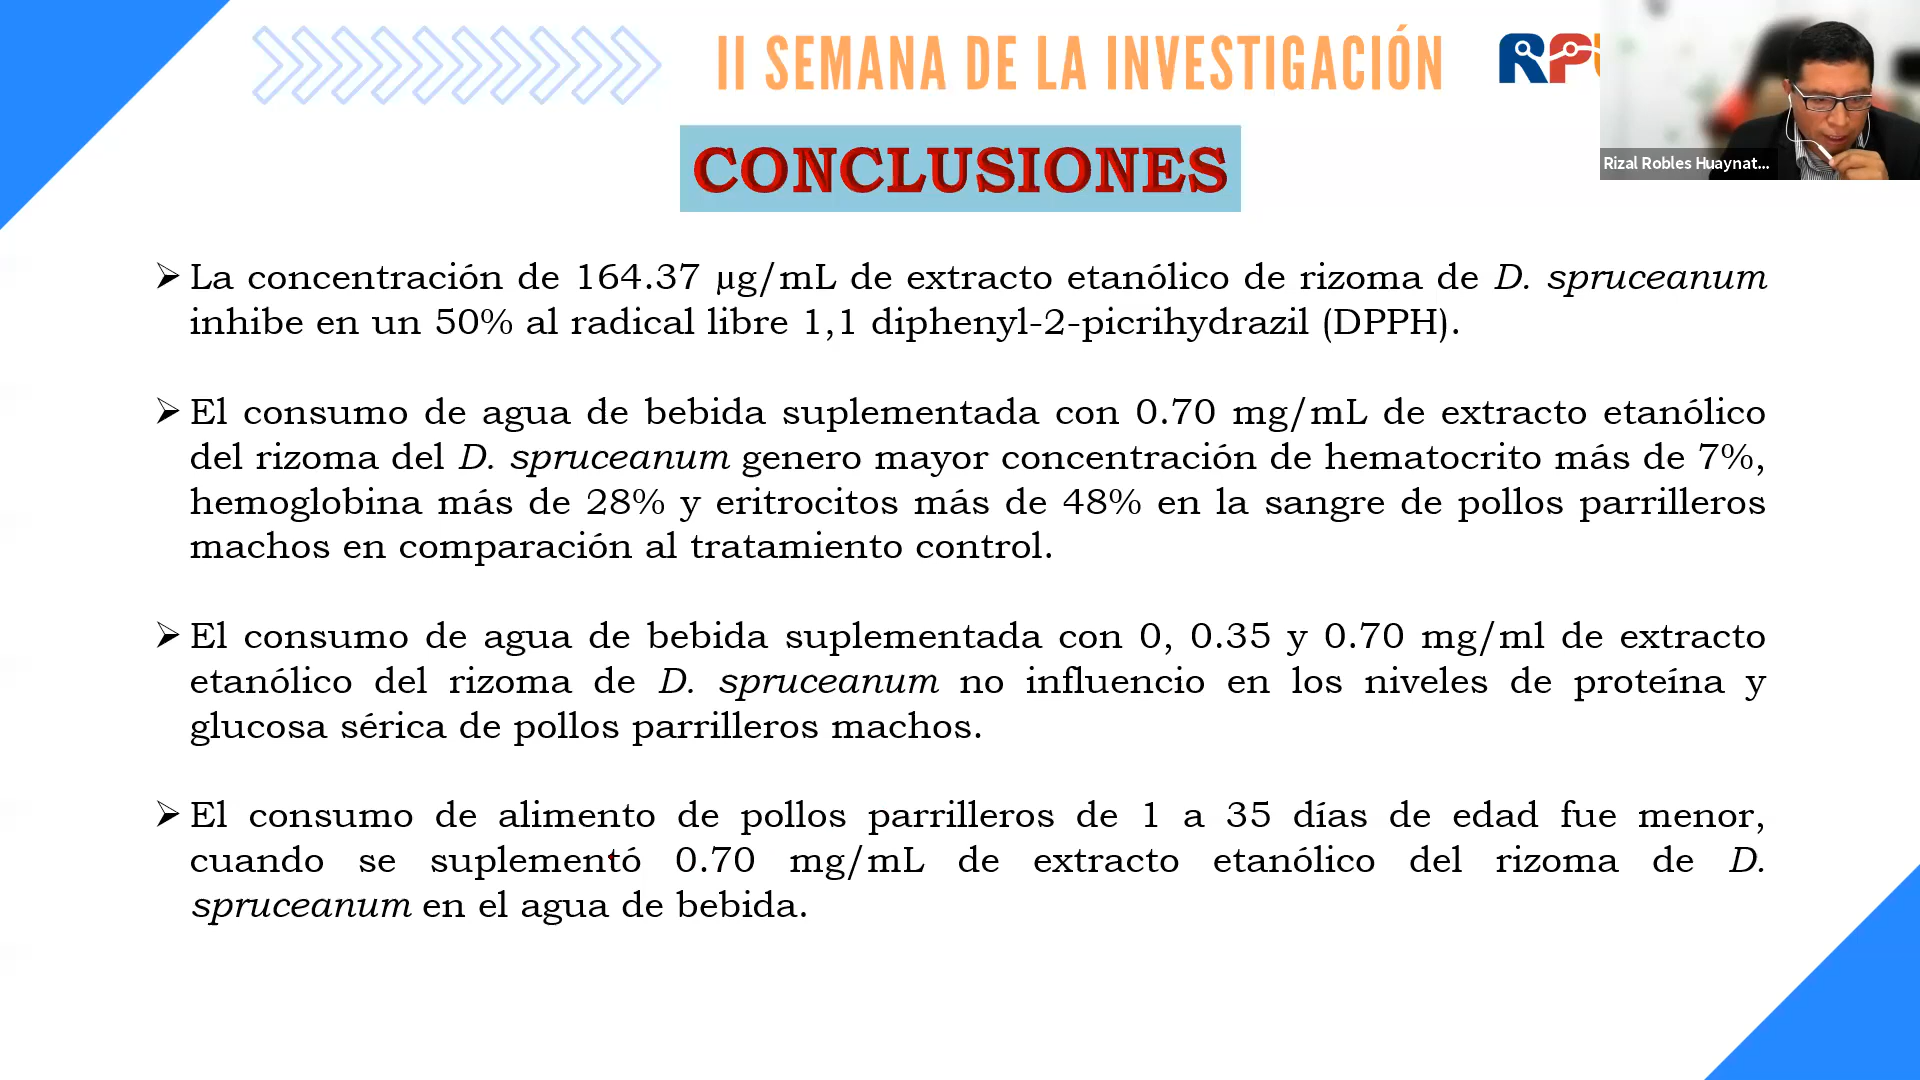 II SEMANA DE LA INVESTIGACIÓN
RP
Rizal Robles Huaynat...
CONCLUSIONES
➢ La concentración de 164.37 µg/mL de extracto etanólico de rizoma de D. spruceanum
inhibe en un 50% al radical libre 1,1 diphenyl-2-picrihydrazil (DPPH).
➢ El consumo de agua de bebida suplementada con 0.70 mg/mL de extracto etanólico
del rizoma del D. spruceanum genero mayor concentración de hematocrito más de 7%,
hemoglobina más de 28% y eritrocitos más de 48% en la sangre de pollos parrilleros
machos en comparación al tratamiento control.
➢ El consumo de agua de bebida suplementada con 0, 0.35 y 0.70 mg/ml de extracto
etanólico del rizoma de D. spruceanum no influencio en los niveles de proteína y
glucosa sérica de pollos parrilleros machos.
➢ El consumo de alimento de pollos parrilleros de 1 a 35 días de edad fue menor,
cuando se suplementó 0.70 mg/mL de extracto etanólico del rizoma de D.
spruceanum en el agua de bebida.